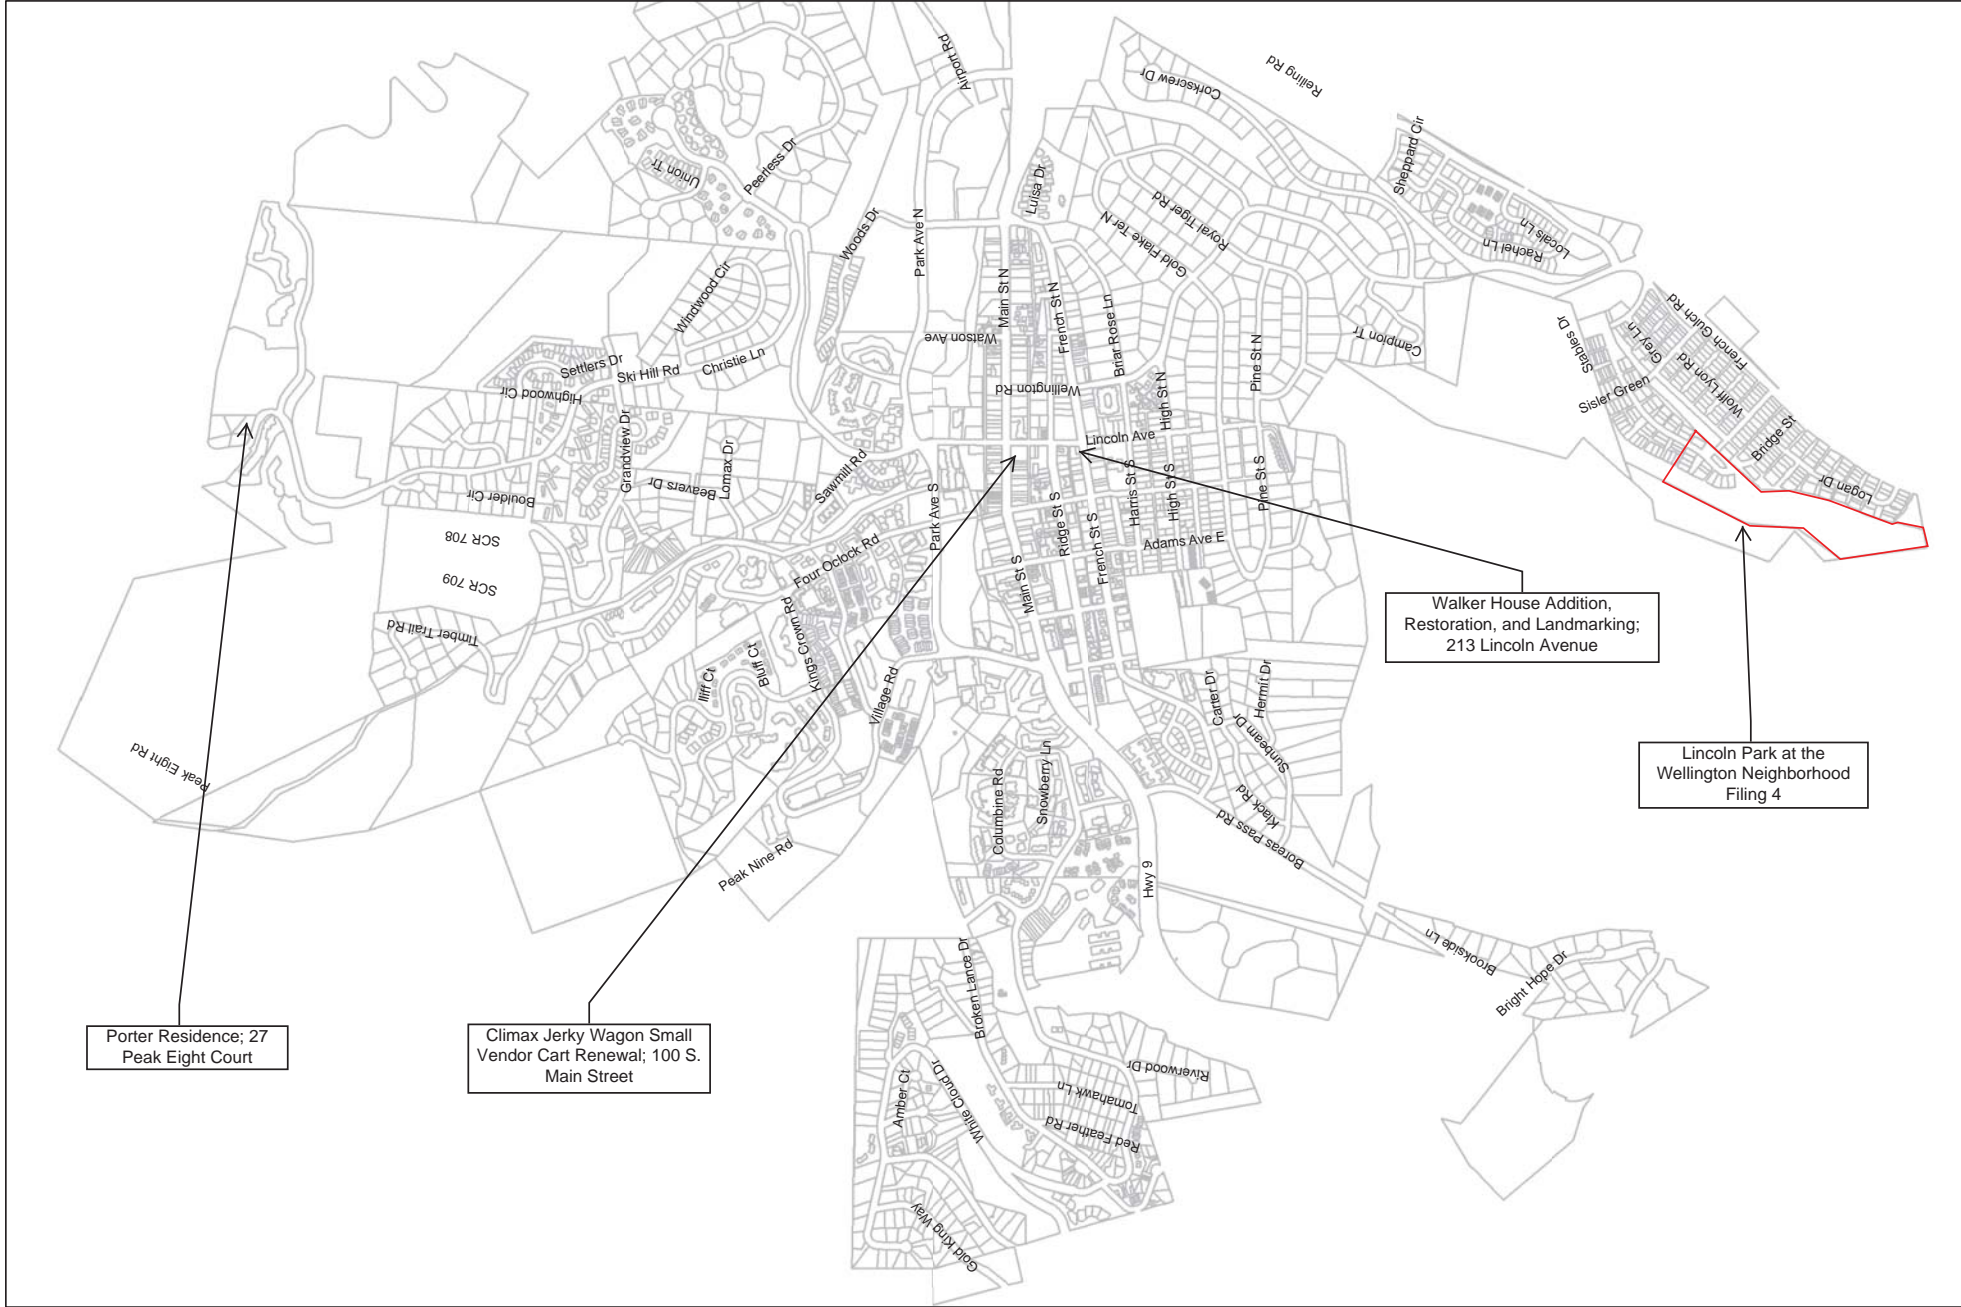 Airport Rd
Reiling Rd
Corkscrew Dr
Sheppard Cir
Union Tr
Peerless Dr
Luisa Dr
Woods Dr
Park Ave N
Gold Flake Ter N
Royal Tiger Rd
Locals Ln
Rachel Ln
Windwood Cir
Main St N
French St N
Briar Rose Ln
Watson Ave
Campion Tr
Stables Dr
Grey Ln
French Gulch Rd
Settlers Dr
Ski Hill Rd
Christie Ln
Highwood Cir
Wellington Rd
High St N
Pine St N
Sisler Green
Wolff Lyon Rd
Bridge St
Grandview Dr
Lomax Dr
Beavers Dr
Sawmill Rd
Lincoln Ave
Boulder Cir
Park Ave S
Ridge St S
French St S
Harris St S
High St S
Pine St S
Logan Dr
SCR 708
SCR 709
Four Oclock Rd
Main St S
Adams Ave E
Timber Trail Rd
Kings Crown Rd
Bluff Ct
Iliff Ct
Village Rd
Carter Dr
Hermit Dr
Sunbeam Dr
Walker House Addition,
Restoration, and Landmarking;
213 Lincoln Avenue
Lincoln Park at the
Wellington Neighborhood
Filing 4
Peak Eight Rd
Columbine Rd
Snowberry Ln
Klack Rd
Boreas Pass Rd
Peak Nine Rd
Hwy 9
Brookside Ln
Bright Hope Dr
Broken Lance Dr
Porter Residence; 27
Peak Eight Court
Climax Jerky Wagon Small
Vendor Cart Renewal; 100 S.
Main Street
Amber Ct
White Cloud Dr
Riverwood Dr
Tomahawk Ln
Red Feather Rd
Gold King Way